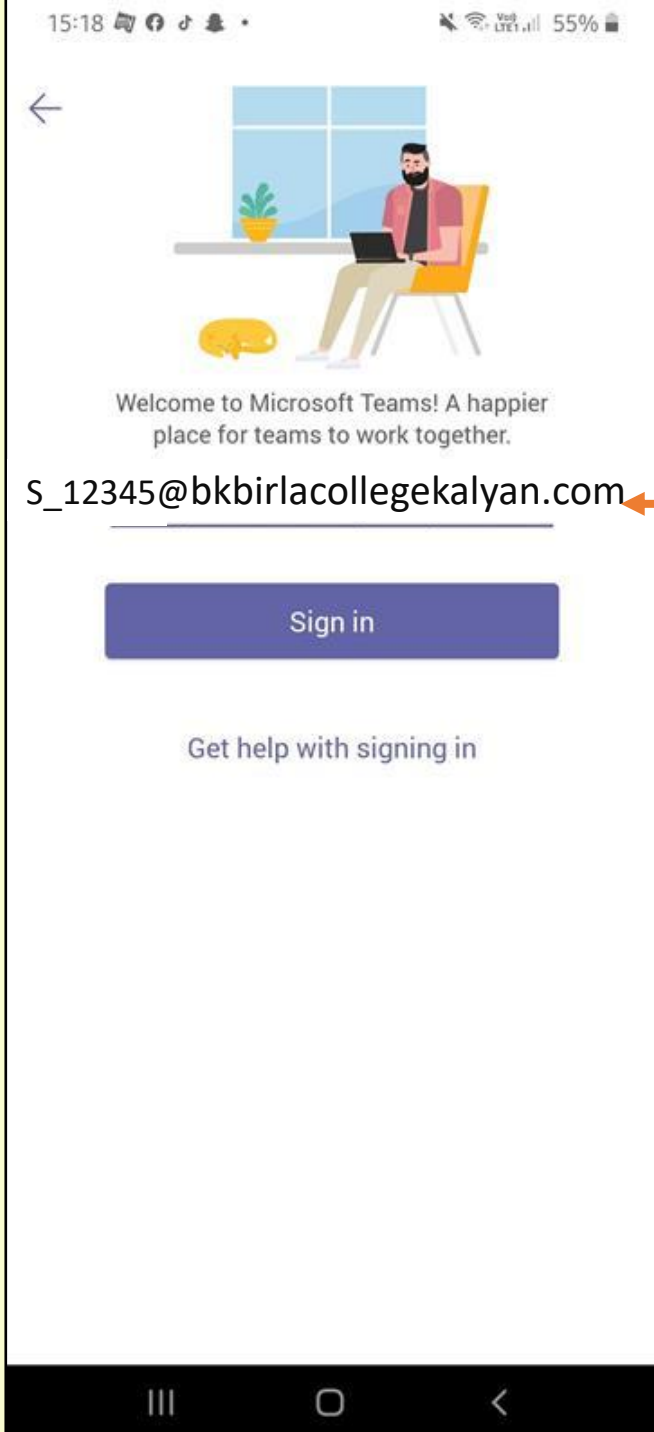 15:18 55%
Welcome to Microsoft Teams! A happier
place for teams to work together.
S_12345@bkbirlacollegekalyan.com
Sign in
Get help with signing in